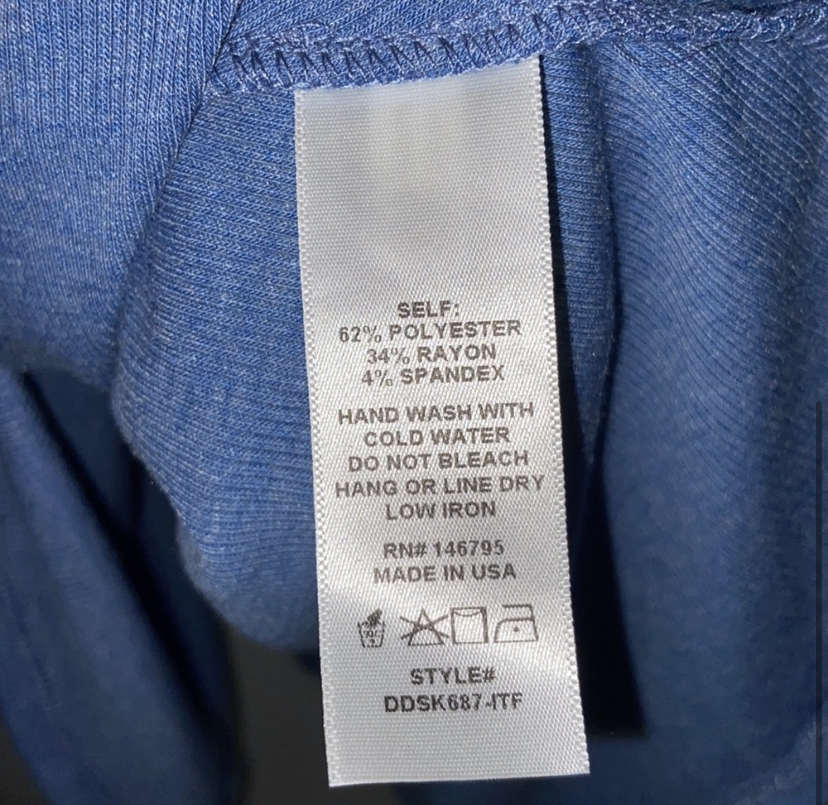 SELF:
62% POLYESTER
34% RAYON
4% SPANDEX
HAND WASH WITH
COLD WATER
DO NOT BLEACH
HANG OR LINE DRY
LOW IRON
RN# 146795
MADE IN USA
STYLE#
DDSK687-ITF